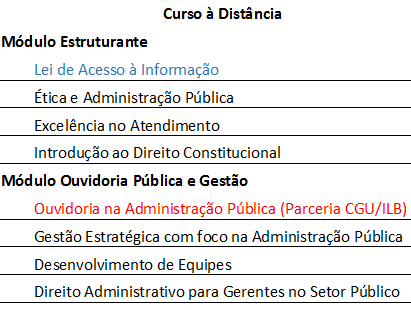 Curso à Distância
Módulo Estruturante
Lei de Acesso à Informação
Ética e Administração Pública
Excelência no Atendimento
Introdução ao Direito Constitucional
Módulo Ouvidoria Pública e Gestão
Ouvidoria na Administração Pública (Parceria CGU/ILB)
Gestão Estratégica com foco na Administração Pública
Desenvolvimento de Equipes
Direito Administrativo para Gerentes no Setor Público